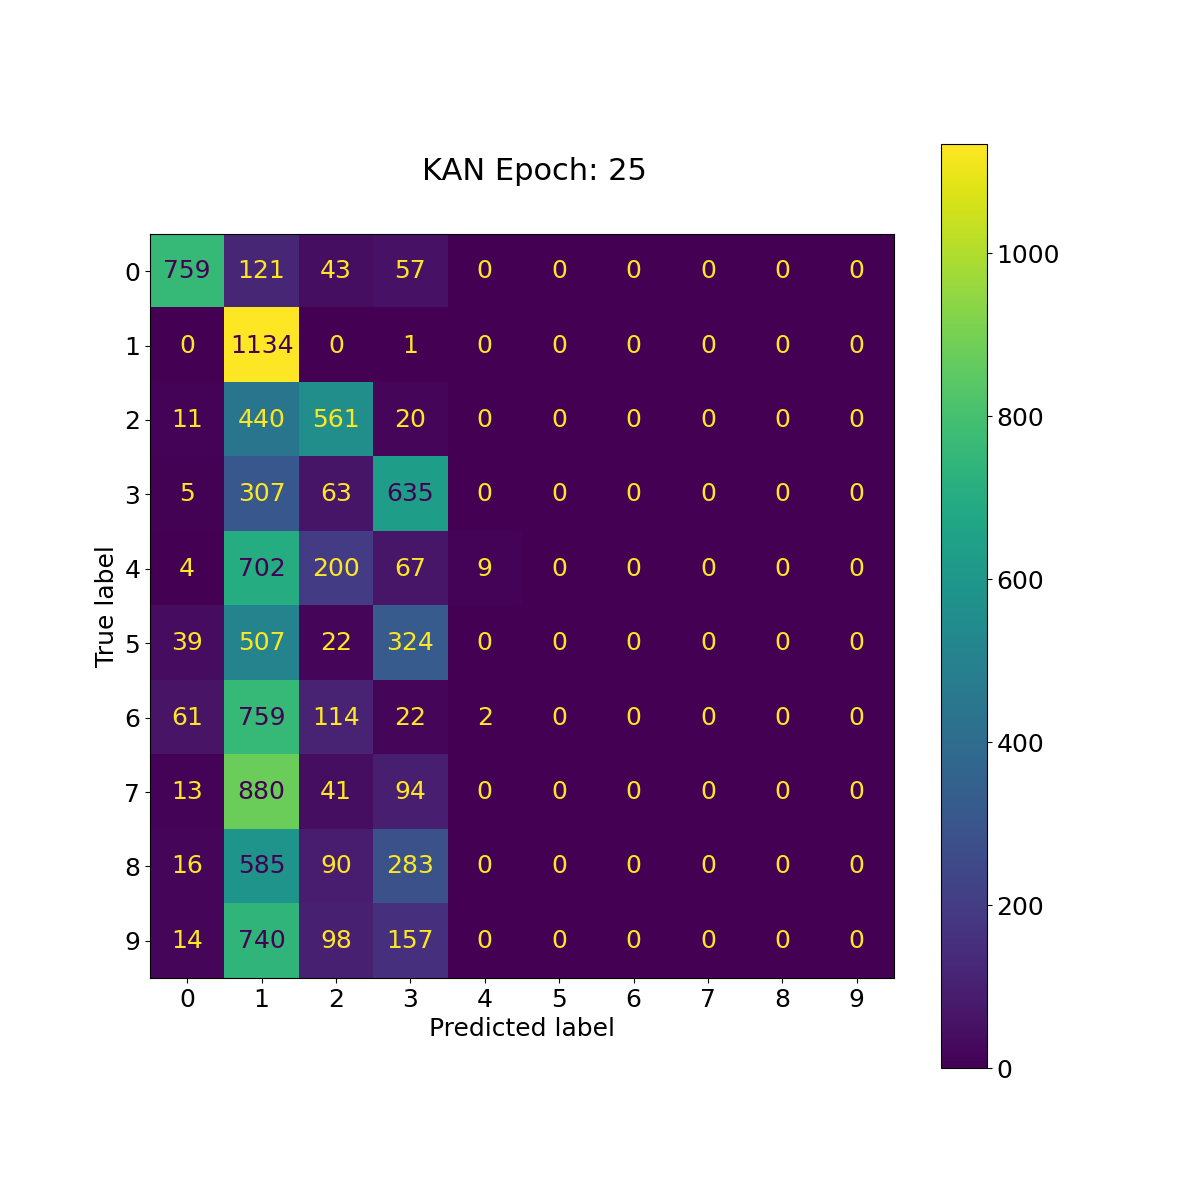 KAN Epoch: 25
0 759 121 43 57 0 0 0 0 0 0
1 0 1134 0 1 0 0 0 0 0 0
2 11 440 561 20 0 0 0 0 0 0
3 5 307 63 635 0 0 0 0 0 0
4 4 702 200 67 9 0 0 0 0 0
5 39 507 22 324 0 0 0 0 0 0
6 61 759 114 22 2 0 0 0 0 0
7 13 880 41 94 0 0 0 0 0 0
8 16 585 90 283 0 0 0 0 0 0
9 14 740 98 157 0 0 0 0 0 0
0 1 2 3 4 5 6 7 8 9
Predicted label
True label
1000
800
600
400
200
0